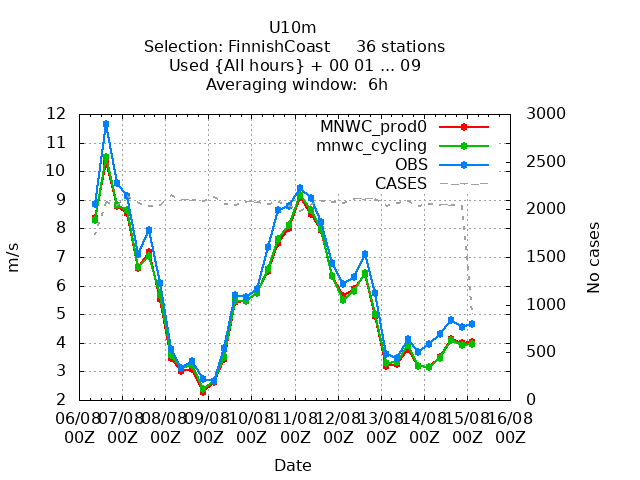 U10m
Selection: FinnishCoast 36 stations
Used {All hours} + 00 01 ... 09
Averaging window: 6h
MNWC_prod0
mnwc_cycling
OBS
CASES
12
11
10
9
8
7
6
5
4
3
2
m/s
3000
2500
2000
1500
1000
500
0
No cases
06/08 07/08 08/08 09/08 10/08 11/08 12/08 13/08 14/08 15/08 16/08
00Z 00Z 00Z 00Z 00Z 00Z 00Z 00Z 00Z 00Z 00Z
Date